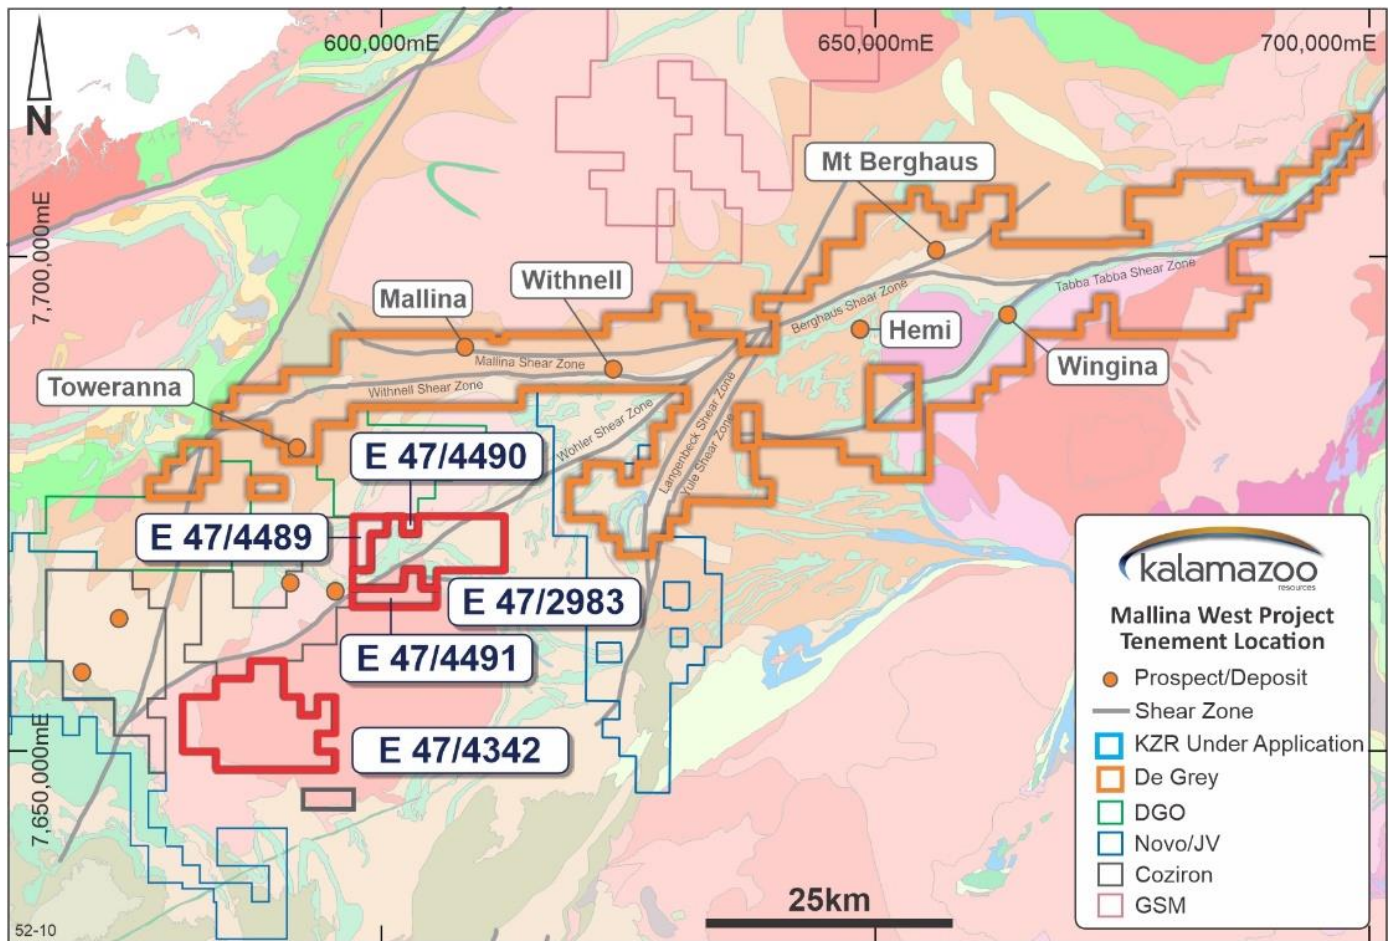 600,000mE
650,000mE
700,000mE
N
7,700,000mE
7,650,000mE
Mt Berghaus
Withnell
Mallina
Hemi
Wingina
Toweranna
Tabba Tabba Shear Zone
Berghaus Shear Zone
Mallina Shear Zone
Withnell Shear Zone
Wohler Shear Zone
Langenbeck Shear Zone
Yule Shear Zone
E 47/4490
E 47/4489
E 47/2983
E 47/4491
E 47/4342
kalamazoo
resources
Mallina West Project
Tenement Location
Prospect/Deposit
Shear Zone
KZR Under Application
De Grey
DGO
Novo/JV
Coziron
GSM
25km
52-10